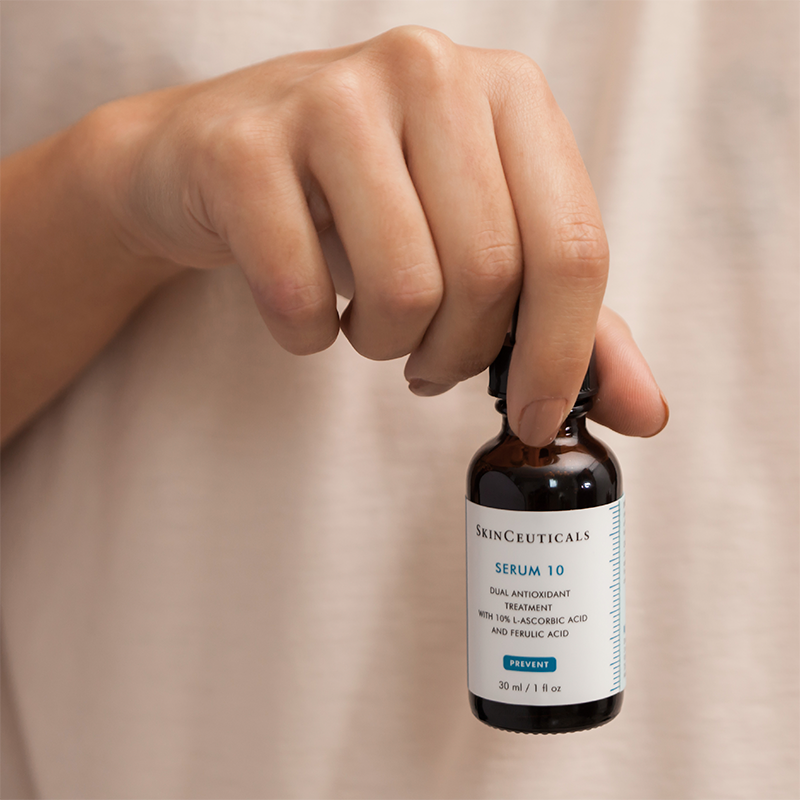 SKINCEUTICALS
SERUM 10
DUAL ANTIOXIDANT
TREATMENT
WITH 10% L-ASCORBIC ACID
AND FERULIC ACID
PREVENT
30 ml / 1 fl oz